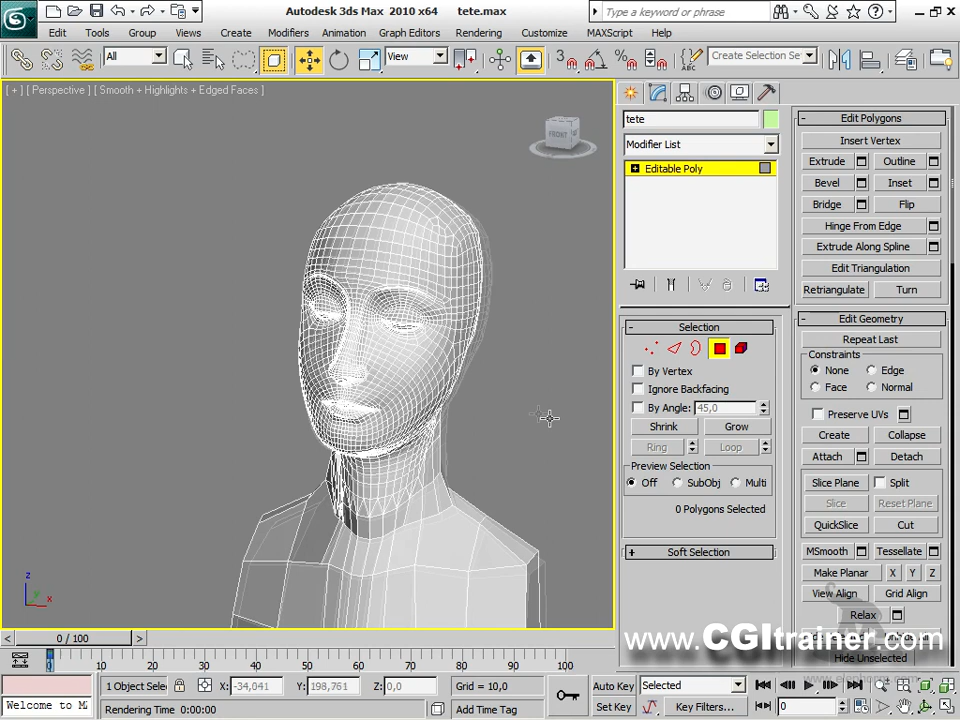 Autodesk 3ds Max 2010 x64 tete.max
Type a keyword or phrase
Edit Tools Group Views Create Modifiers Animation Graph Editors Rendering Customize MAXScript Help
All
View
3
ABC
Create Selection Se
[ + ] [ Perspective ] [ Smooth + Highlights + Edged Faces ]
FRONT
z
y
x
tete
Modifier List
Editable Poly
Selection
By Vertex
Ignore Backfacing
By Angle: 45,0
Shrink Grow
Ring Loop
Preview Selection
Off SubObj Multi
0 Polygons Selected
Soft Selection
Edit Polygons
Insert Vertex
Extrude Outline
Bevel Inset
Bridge Flip
Hinge From Edge
Extrude Along Spline
Edit Triangulation
Retriangulate Turn
Edit Geometry
Repeat Last
Constraints
None Edge
Face Normal
Preserve UVs
Create Collapse
Attach Detach
Slice Plane Split
Slice Reset Plane
QuickSlice Cut
MSmooth Tessellate
Make Planar X Y Z
View Align Grid Align
Relax
www.CGItrainer.com
Hide Unselected
0 / 100
0 10 20 30 40 50 60 70 80 90 100
1 Object Sele X: -34,041 Y: 198,761 Z: 0,0 Grid = 10,0
Auto Key Selected
Welcome to M
Rendering Time 0:00:00
Add Time Tag
Set Key Key Filters...
0